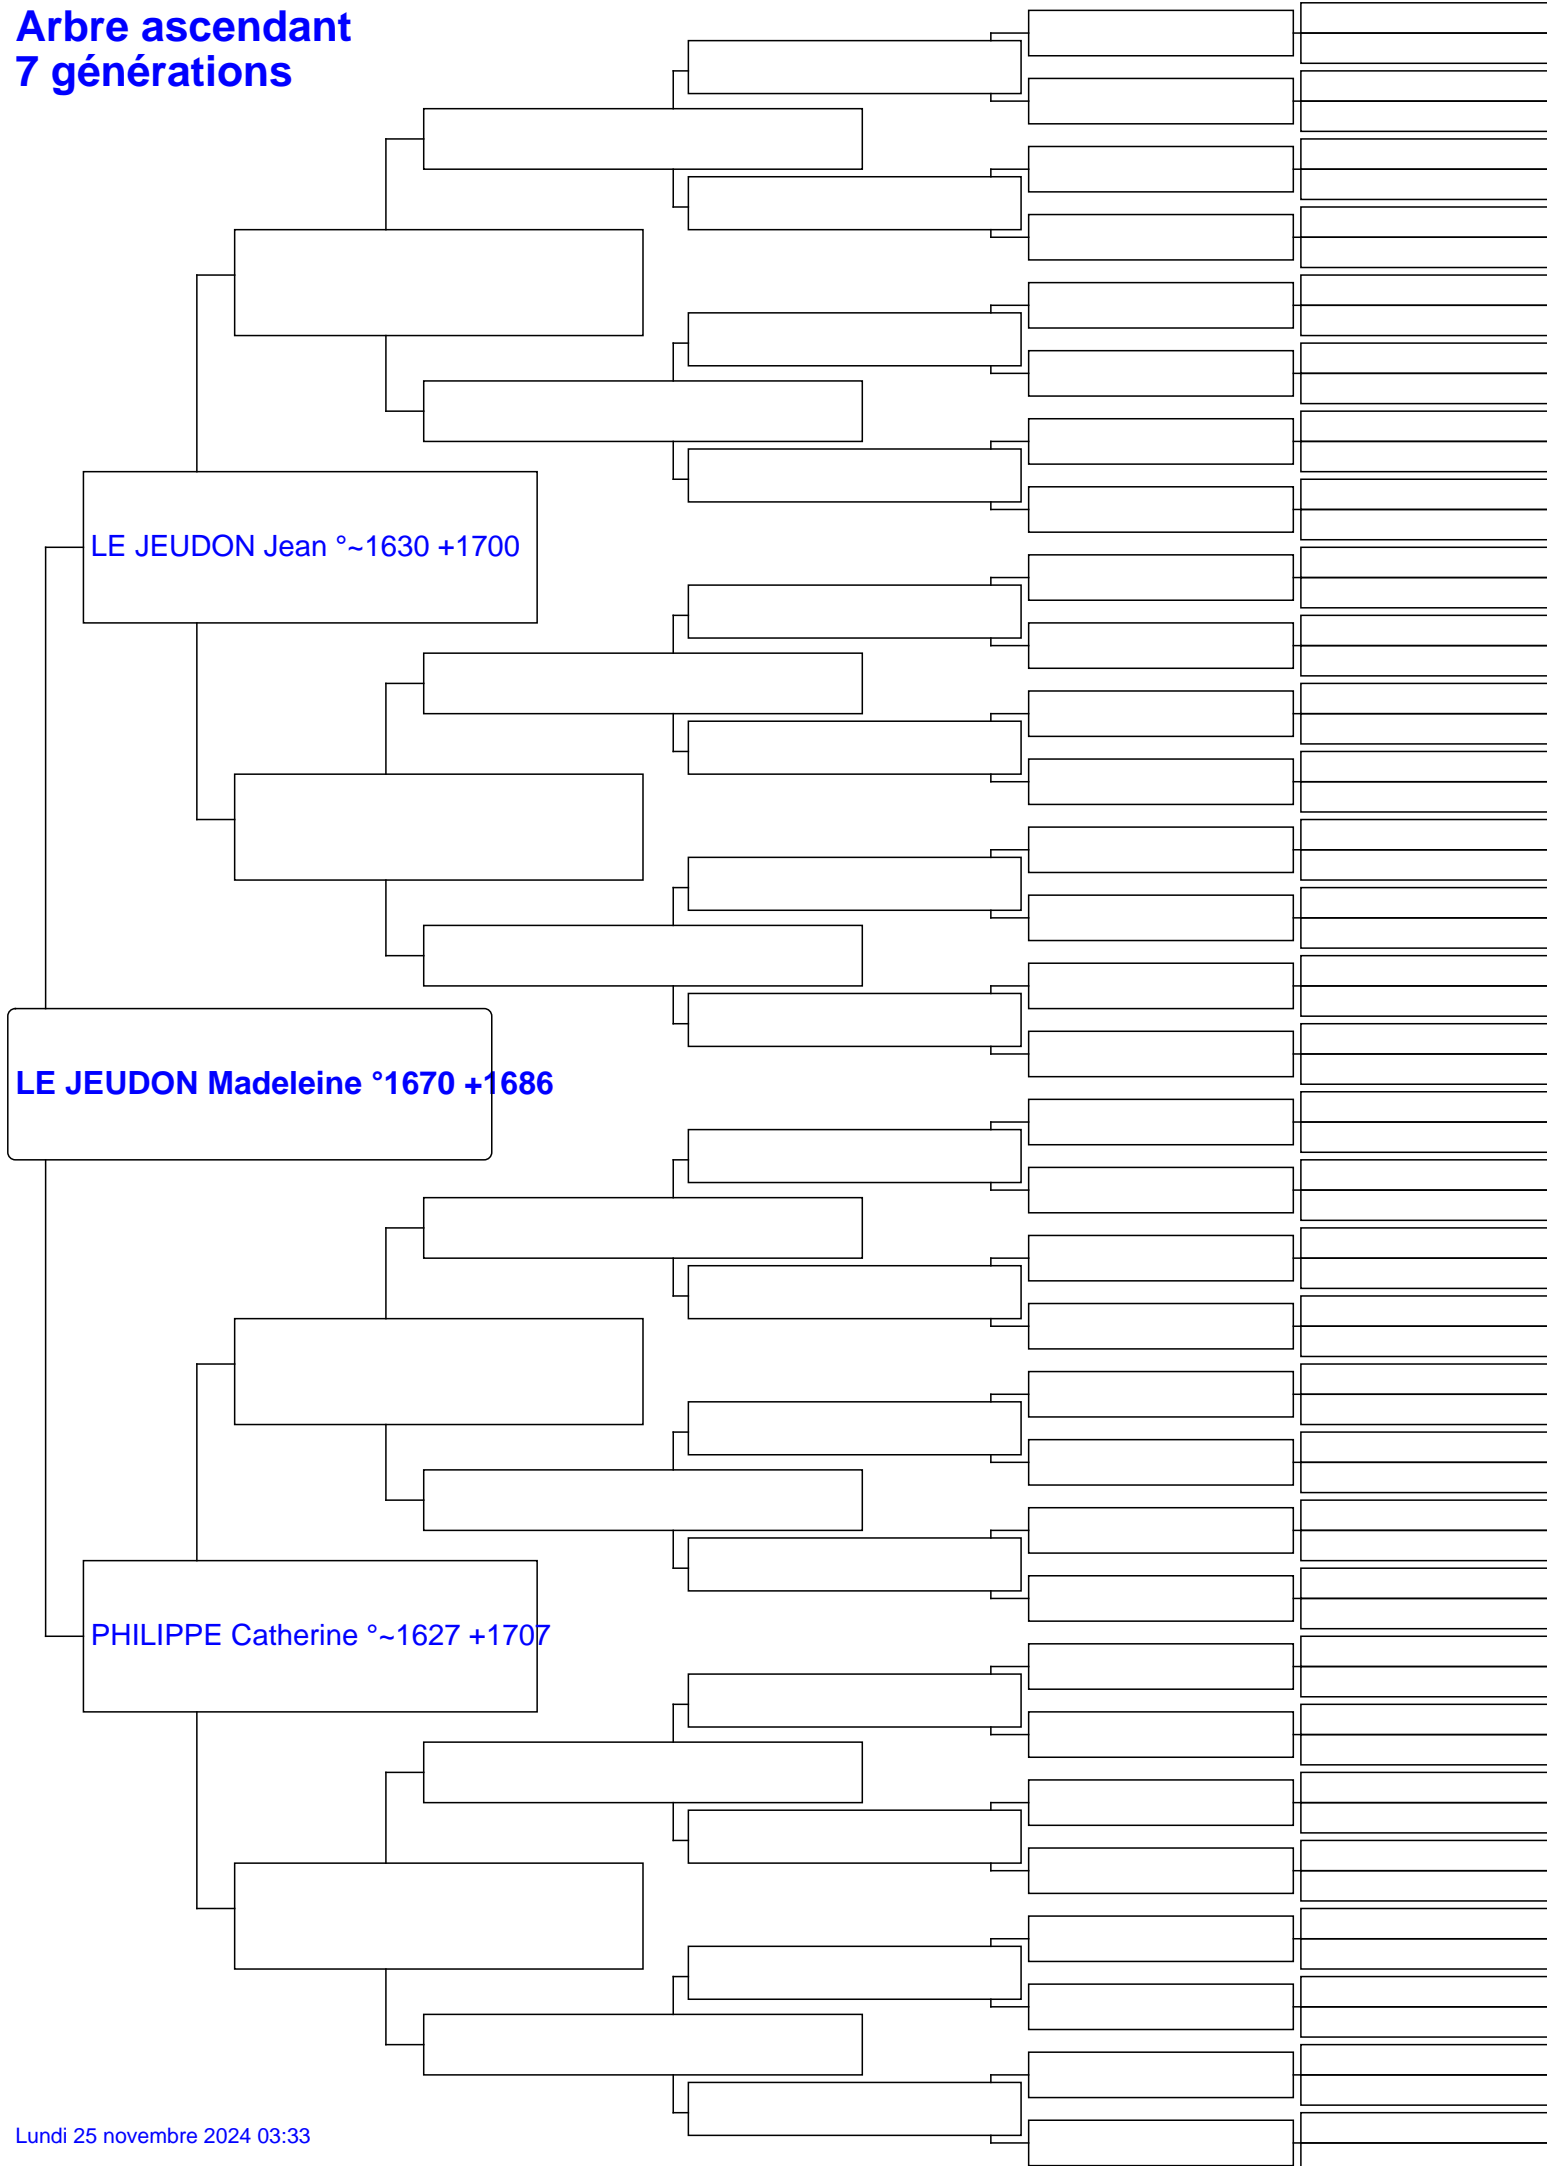 Arbre ascendant
7 générations
LE JEUDON Jean °~1630 +1700
LE JEUDON Madeleine °1670 +1686
PHILIPPE Catherine °~1627 +1707
Lundi 25 novembre 2024 03:33